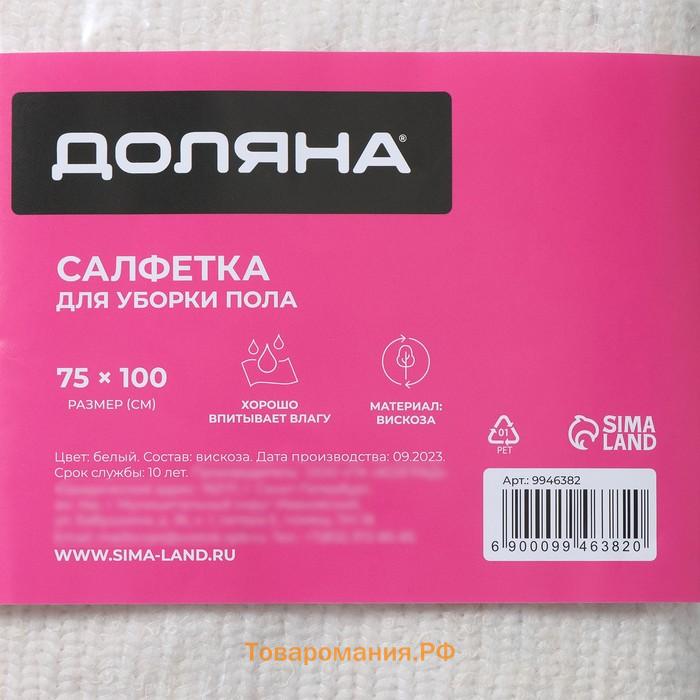 ДОЛЯНА®
САЛФЕТКА
ДЛЯ УБОРКИ ПОЛА
75 × 100
РАЗМЕР (СМ)
ХОРОШО
ВПИТЫВАЕТ ВЛАГУ
МАТЕРИАЛ:
ВИСКОЗА
01
PET
SIMA
LAND
Цвет: белый. Состав: вискоза. Дата производства: 09.2023.
Срок службы: 10 лет.
WWW.SIMA-LAND.RU
Арт.: 9946382
6 900099 463820
Товаромания.РФ